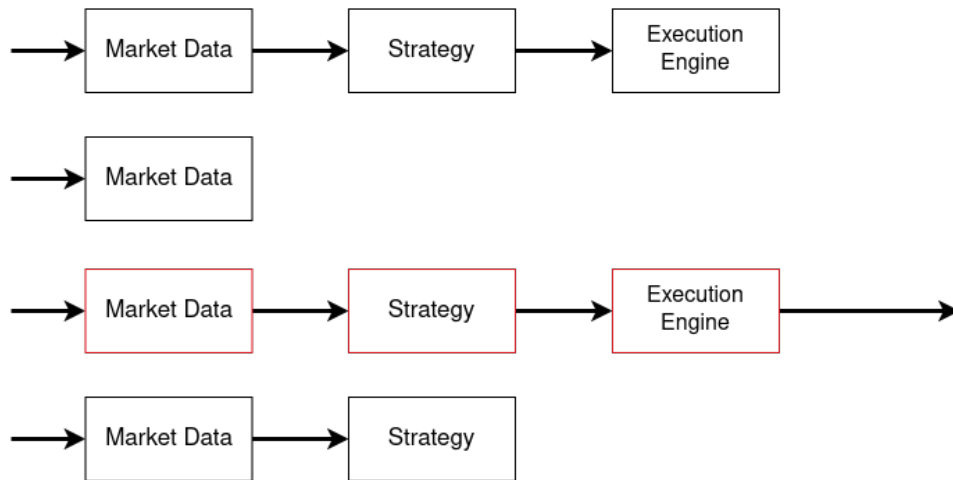 Market Data
Strategy
Execution
Engine
Market Data
Market Data
Strategy
Execution
Engine
Market Data
Strategy